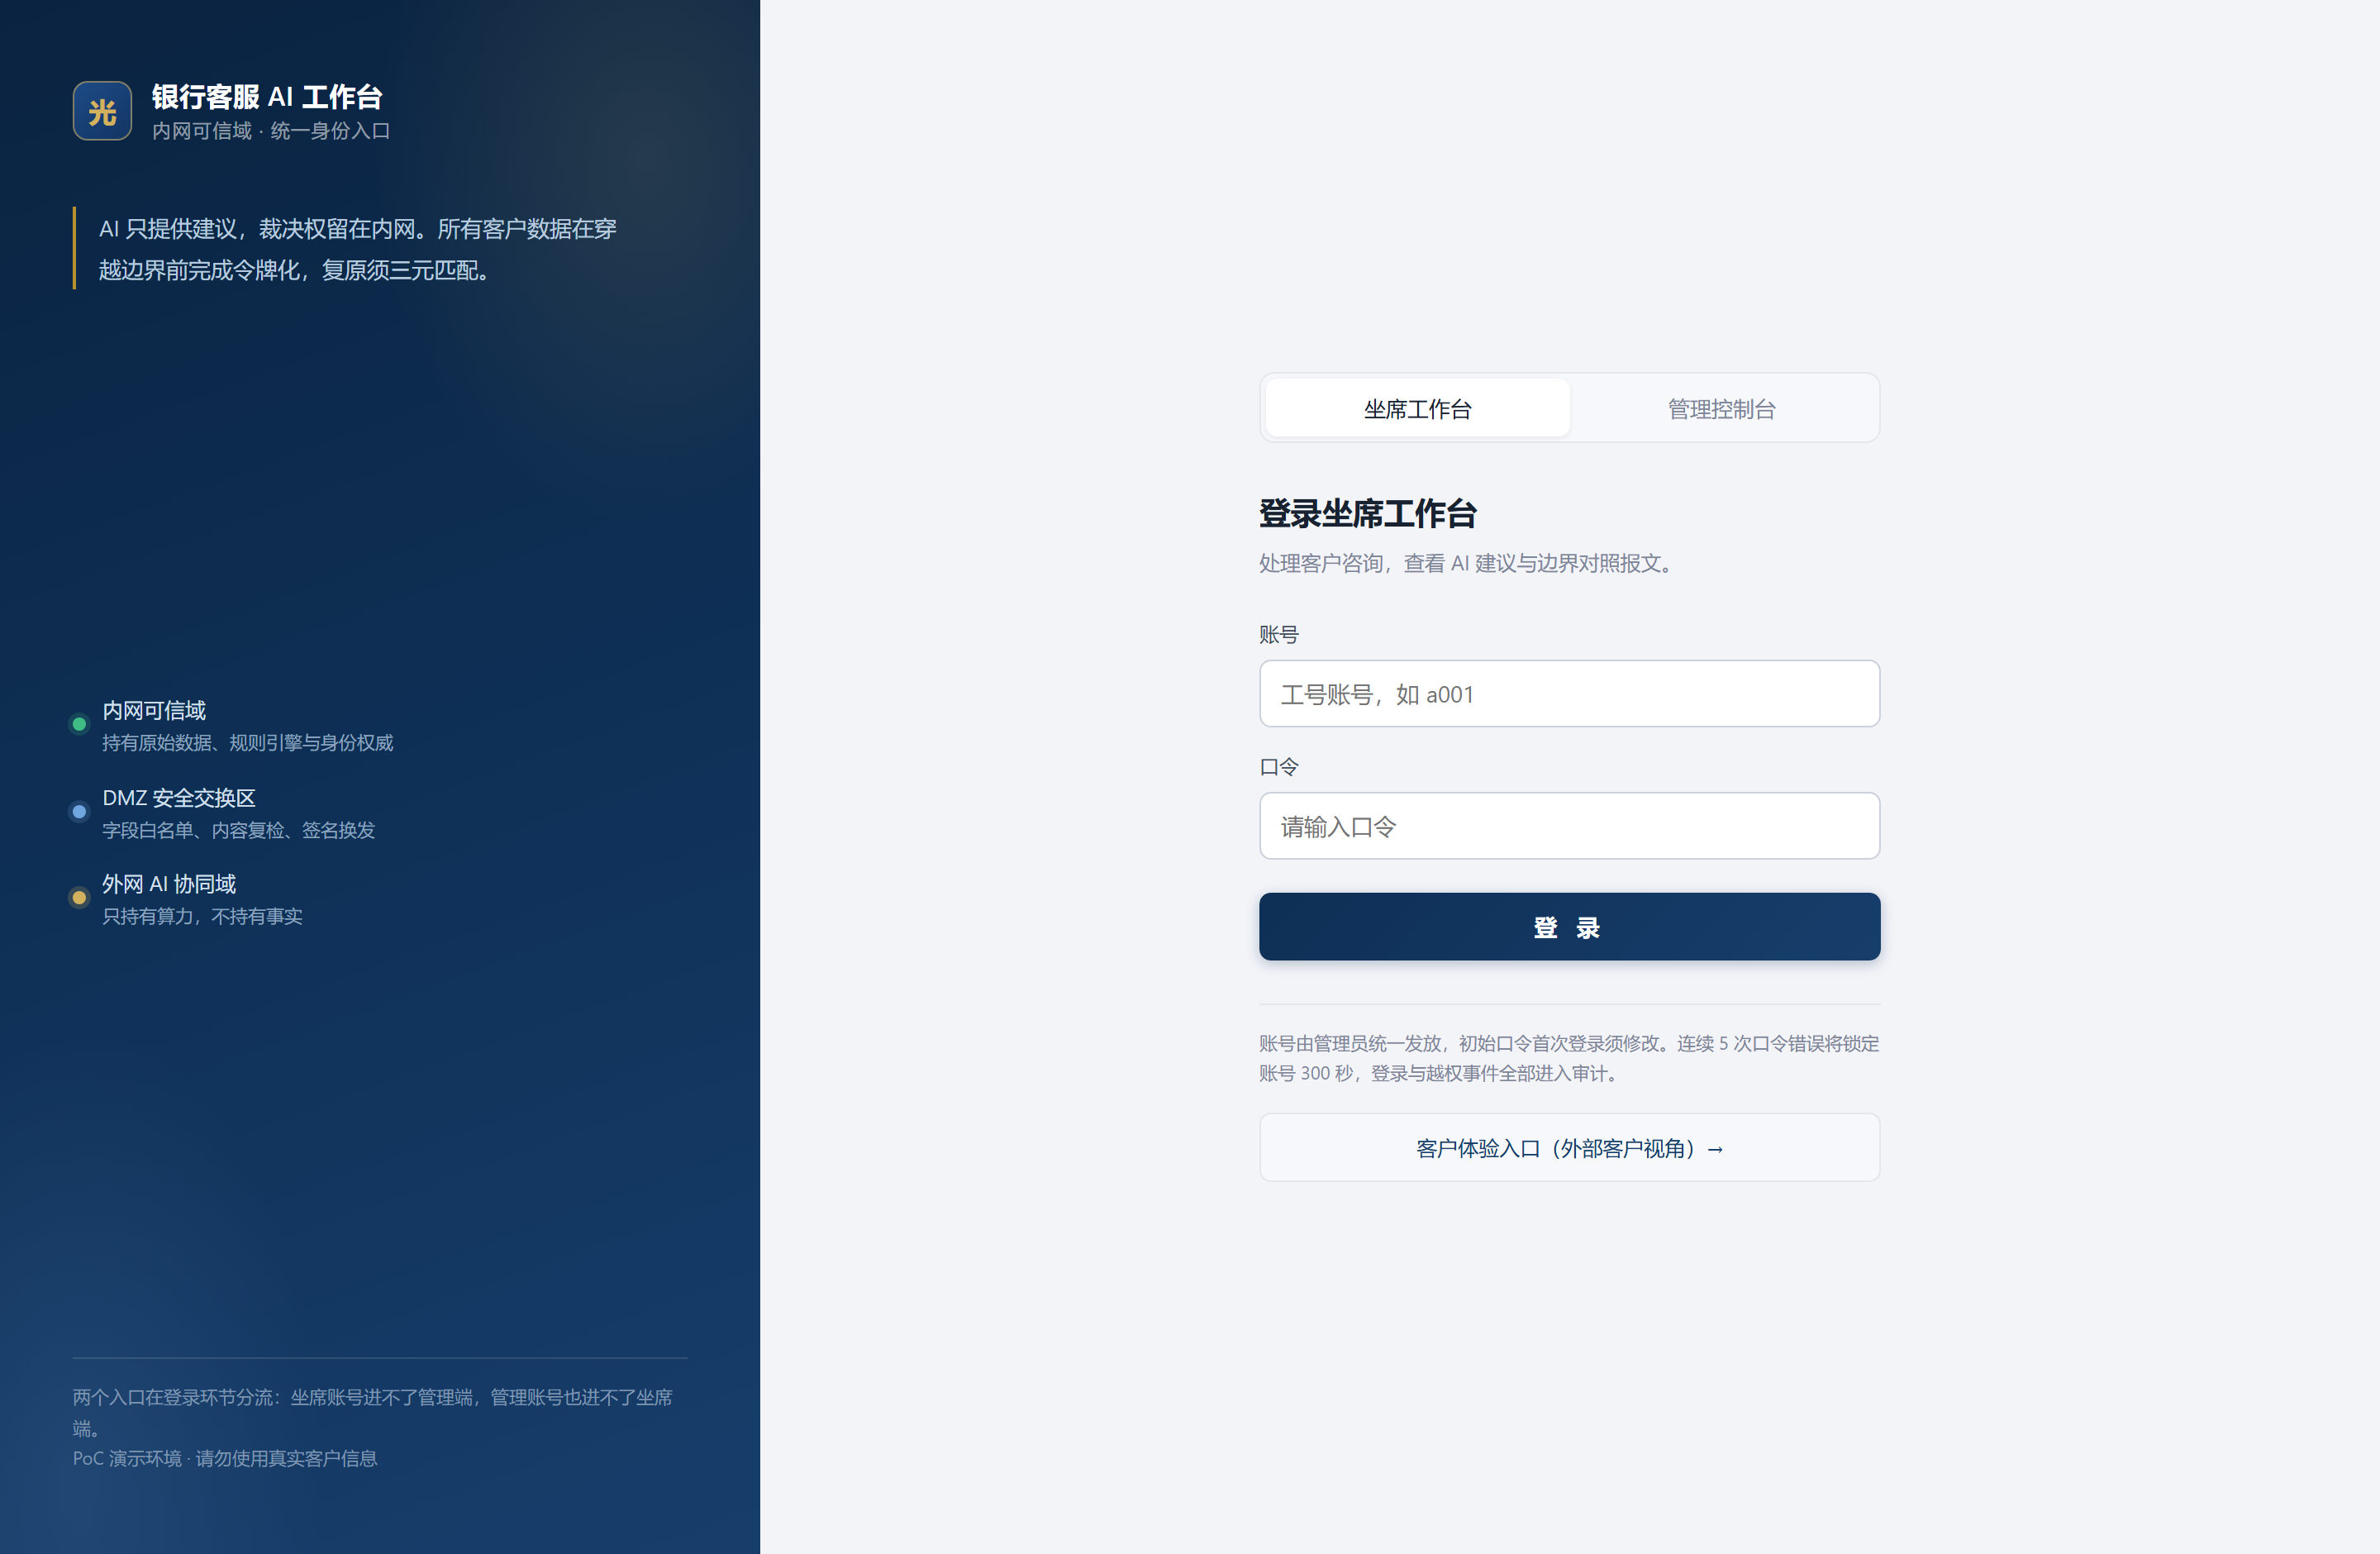 光
银行客服 AI 工作台
内网可信域 · 统一身份入口
AI 只提供建议，裁决权留在内网。所有客户数据在穿
越边界前完成令牌化，复原须三元匹配。
内网可信域
持有原始数据、规则引擎与身份权威
DMZ 安全交换区
字段白名单、内容复检、签名换发
外网 AI 协同域
只持有算力，不持有事实
两个入口在登录环节分流：坐席账号进不了管理端，管理账号也进不了坐席
端。
PoC 演示环境 · 请勿使用真实客户信息
坐席工作台
管理控制台
登录坐席工作台
处理客户咨询，查看 AI 建议与边界对照报文。
账号
工号账号，如 a001
口令
请输入口令
登 录
账号由管理员统一发放，初始口令首次登录须修改。连续 5 次口令错误将锁定
账号 300 秒，登录与越权事件全部进入审计。
客户体验入口（外部客户视角）→